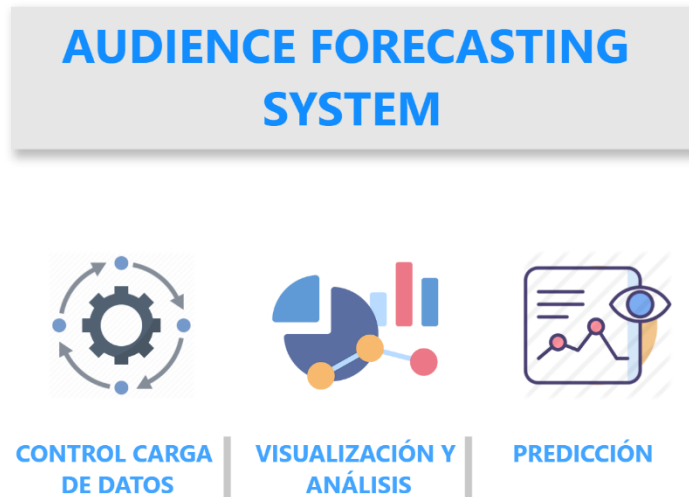 AUDIENCE FORECASTING
SYSTEM
CONTROL CARGA
DE DATOS
VISUALIZACIÓN Y
ANÁLISIS
PREDICCIÓN